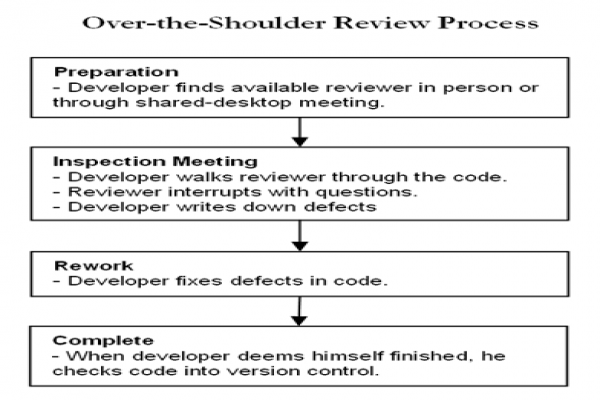 Over-the-Shoulder Review Process
Preparation
- Developer finds available reviewer in person or
through shared-desktop meeting.
Inspection Meeting
- Developer walks reviewer through the code.
- Reviewer interrupts with questions.
- Developer writes down defects
Rework
- Developer fixes defects in code.
Complete
- When developer deems himself finished, he
checks code into version control.